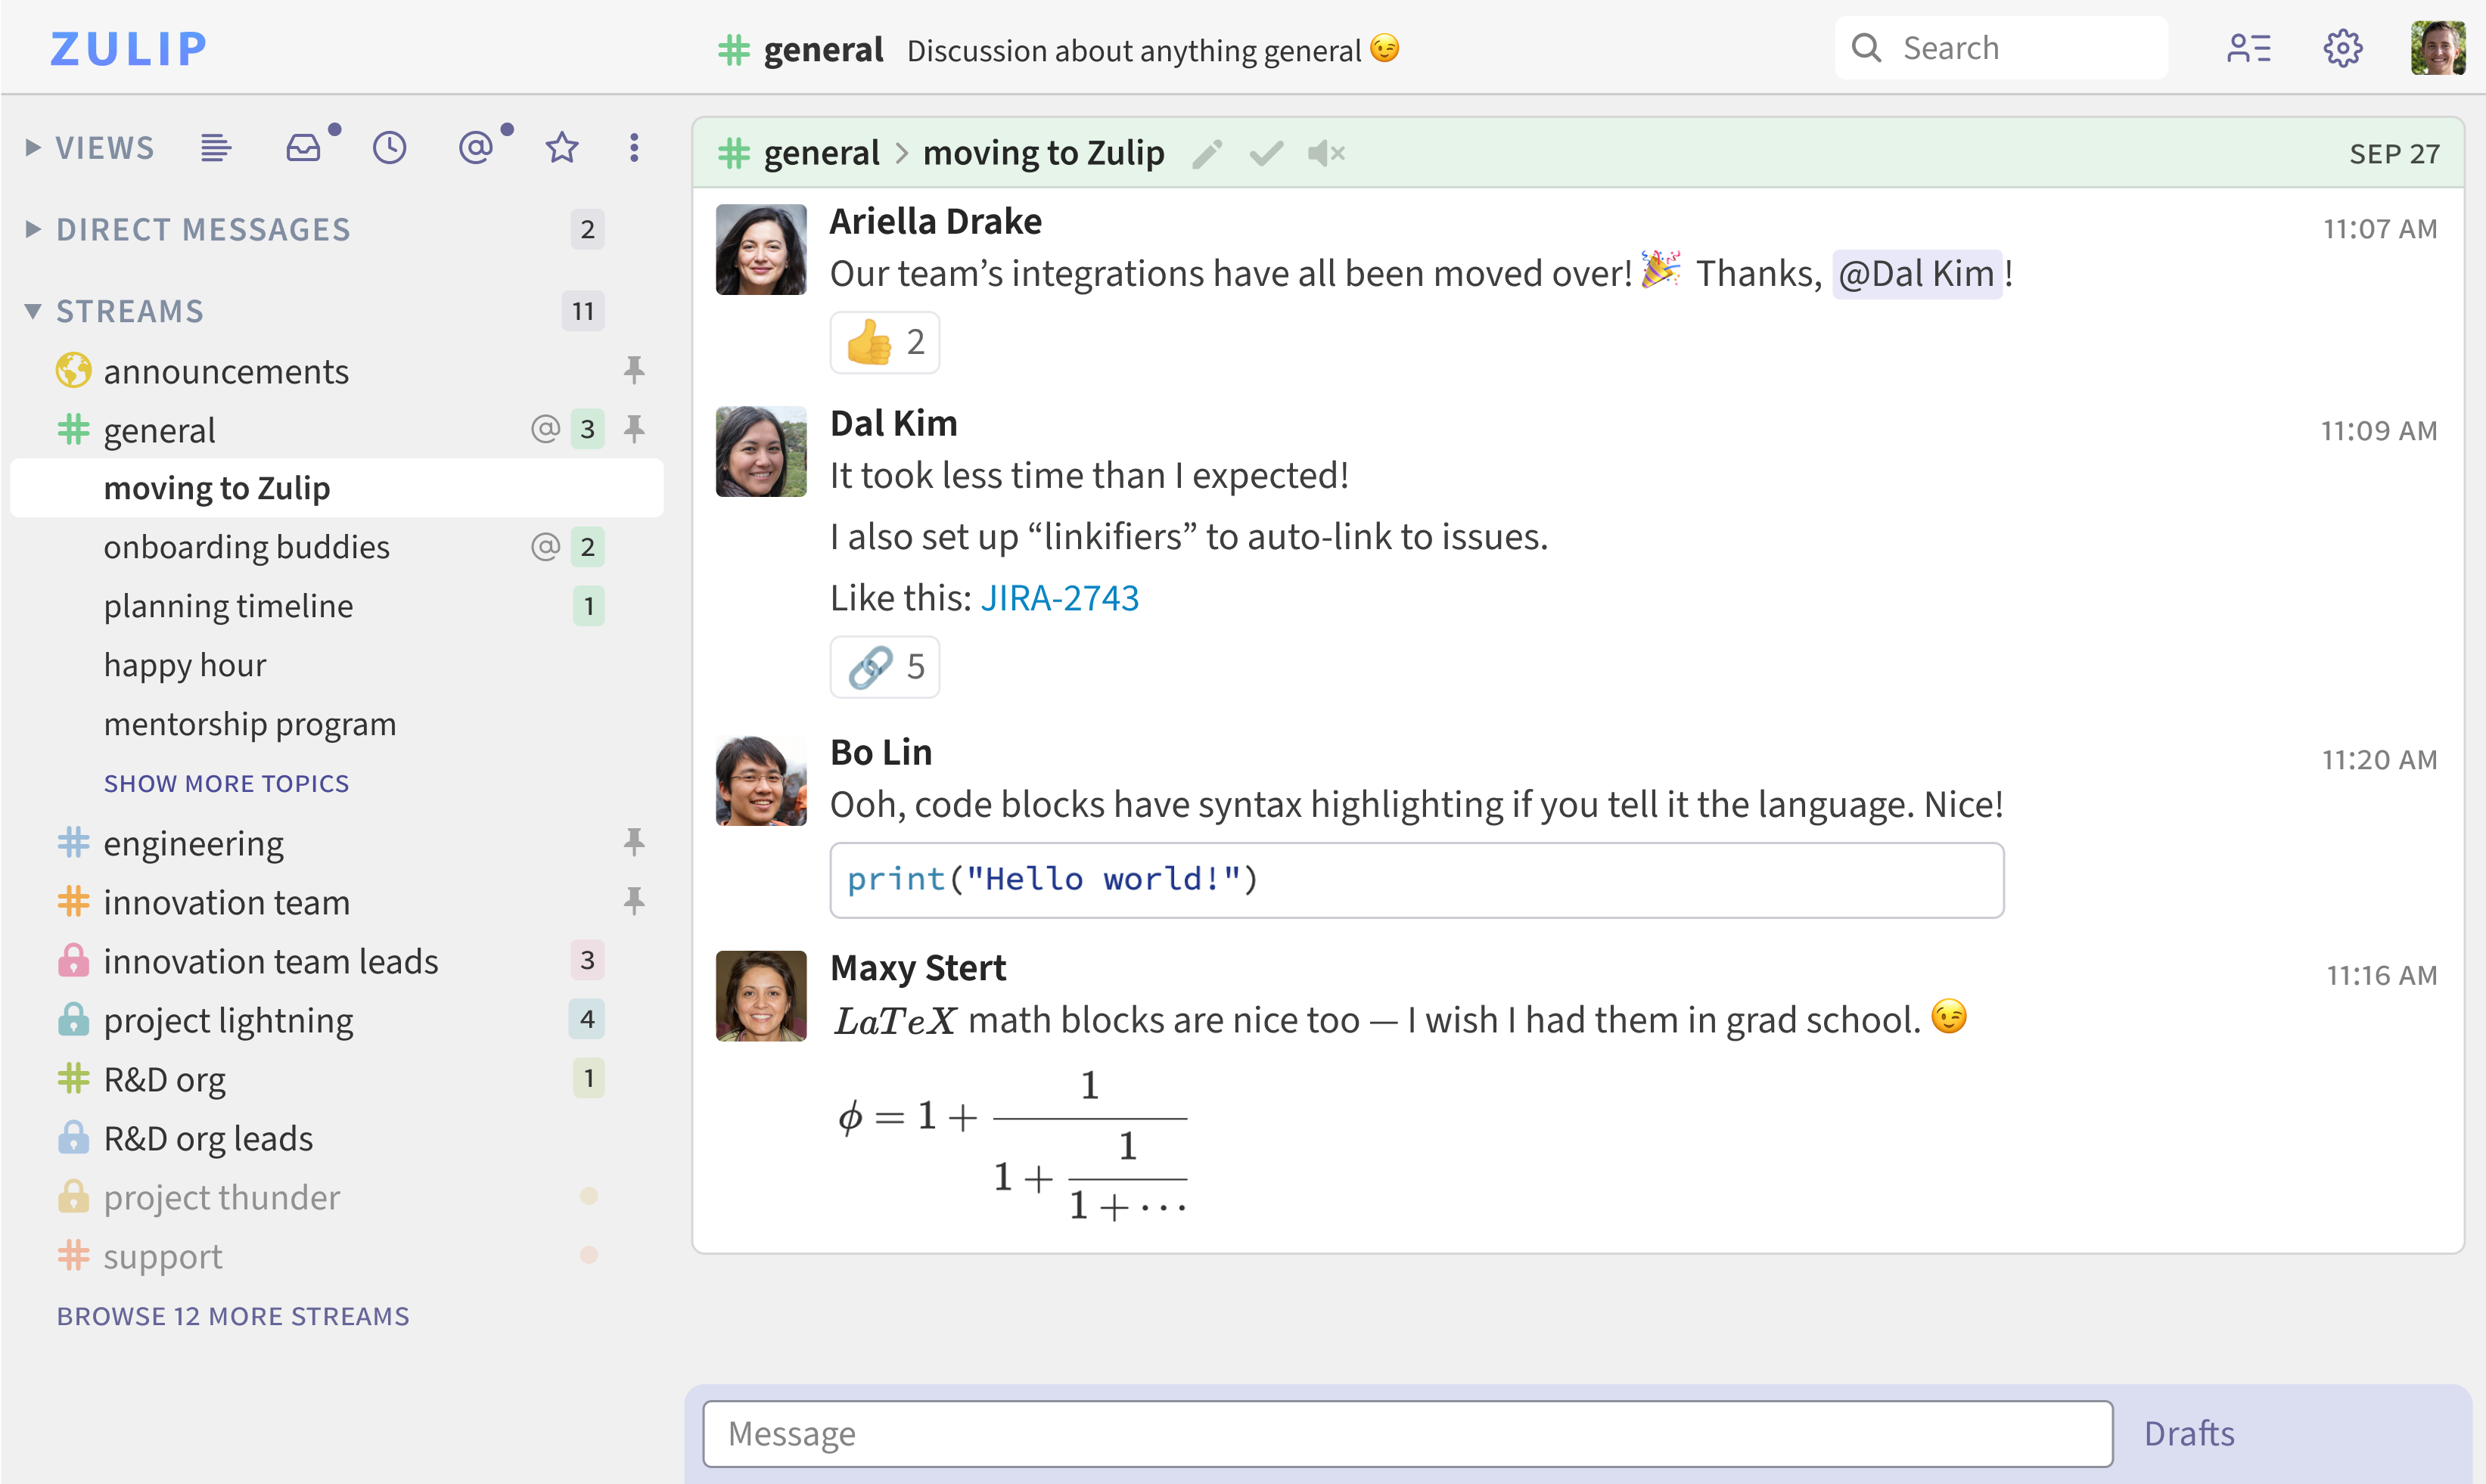 ZULIP
general Discussion about anything general 😉
Search
VIEWS
DIRECT MESSAGES 2
STREAMS 11
announcements
general @ 3
moving to Zulip
onboarding buddies @ 2
planning timeline 1
happy hour
mentorship program
SHOW MORE TOPICS
engineering
innovation team
innovation team leads 3
project lightning 4
R&D org 1
R&D org leads
project thunder
support
BROWSE 12 MORE STREAMS
# general > moving to Zulip SEP 27
Ariella Drake 11:07 AM
Our team’s integrations have all been moved over! 🎉 Thanks, @Dal Kim!
👍 2
Dal Kim 11:09 AM
It took less time than I expected!
I also set up “linkifiers” to auto-link to issues.
Like this: JIRA-2743
🔗 5
Bo Lin 11:20 AM
Ooh, code blocks have syntax highlighting if you tell it the language. Nice!
print("Hello world!")
Maxy Stert 11:16 AM
LaTeX math blocks are nice too — I wish I had them in grad school. 😉
1
ϕ = 1 +
1
1 +
1 + ⋯
Message
Drafts